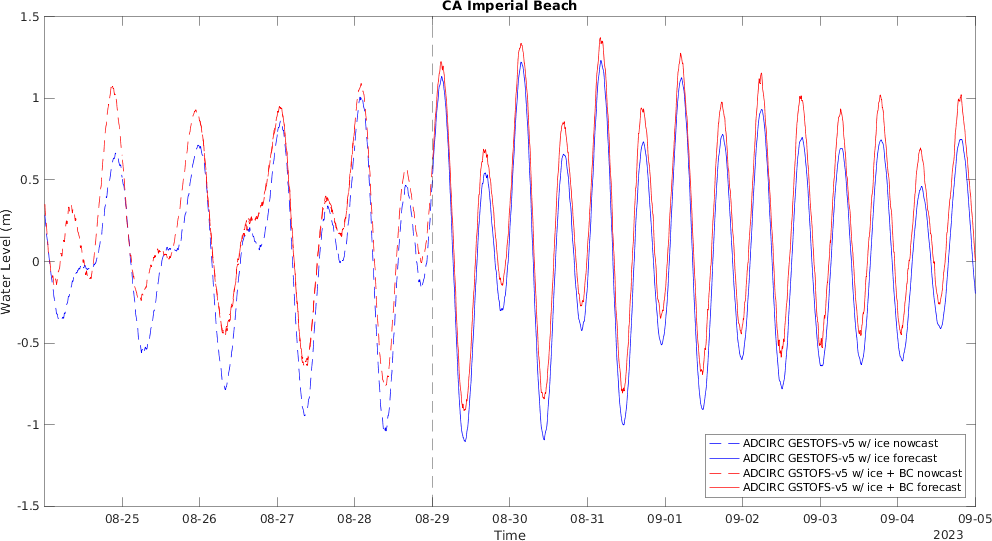 CA Imperial Beach
1.5
1
0.5
0
-0.5
-1
-1.5
Water Level (m)
08-25 08-26 08-27 08-28 08-29 08-30 08-31 09-01 09-02 09-03 09-04 09-05
Time
2023
ADCIRC GESTOFS-v5 w/ ice nowcast
ADCIRC GESTOFS-v5 w/ ice forecast
ADCIRC GSTOFS-v5 w/ ice + BC nowcast
ADCIRC GSTOFS-v5 w/ ice + BC forecast